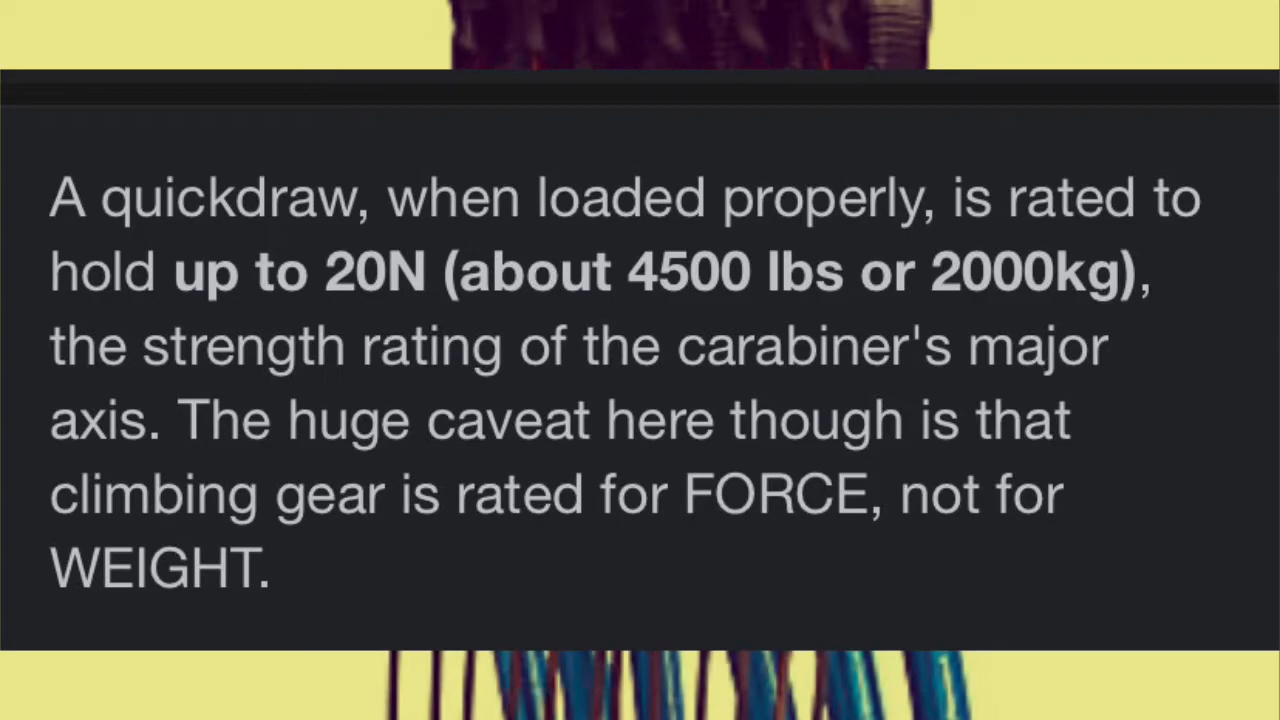 A quickdraw, when loaded properly, is rated to
hold up to 20N (about 4500 lbs or 2000kg),
the strength rating of the carabiner's major
axis. The huge caveat here though is that
climbing gear is rated for FORCE, not for
WEIGHT.